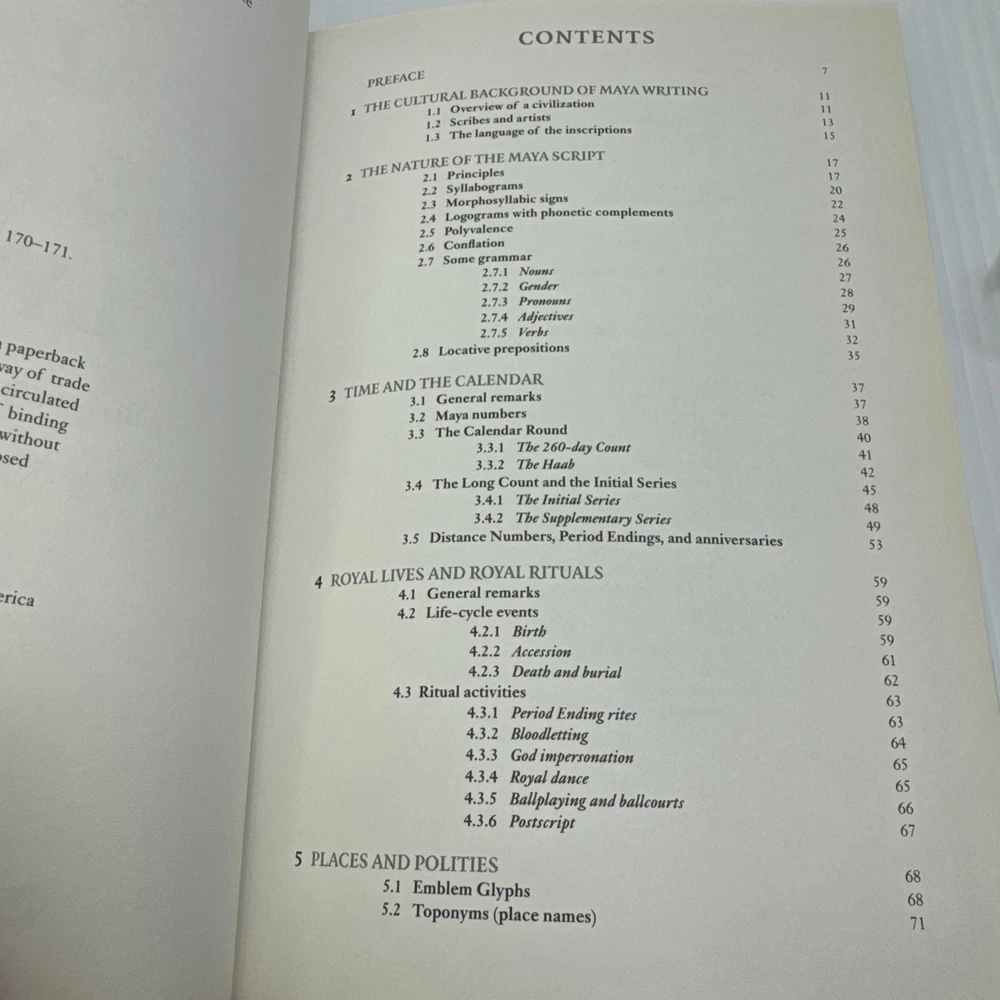 170–171.
paperback
way of trade
circulated
binding
without
CONTENTS
PREFACE 7
1 THE CULTURAL BACKGROUND OF MAYA WRITING 11
1.1 Overview of a civilization 11
1.2 Scribes and artists 13
1.3 The language of the inscriptions 15
2 THE NATURE OF THE MAYA SCRIPT 17
2.1 Principles 17
2.2 Syllabograms 20
2.3 Morphosyllabic signs 22
2.4 Logograms with phonetic complements 24
2.5 Polyvalence 25
2.6 Conflation 26
2.7 Some grammar 26
2.7.1 Nouns 27
2.7.2 Gender 28
2.7.3 Pronouns 29
2.7.4 Adjectives 31
2.7.5 Verbs 32
2.8 Locative prepositions 35
3 TIME AND THE CALENDAR 37
3.1 General remarks 37
3.2 Maya numbers 38
3.3 The Calendar Round 40
3.3.1 The 260-day Count 41
3.3.2 The Haab 42
3.4 The Long Count and the Initial Series 45
3.4.1 The Initial Series 48
3.4.2 The Supplementary Series 49
3.5 Distance Numbers, Period Endings, and anniversaries 53
4 ROYAL LIVES AND ROYAL RITUALS 59
4.1 General remarks 59
4.2 Life-cycle events 59
4.2.1 Birth 59
4.2.2 Accession 61
4.2.3 Death and burial 62
4.3 Ritual activities 63
4.3.1 Period Ending rites 63
4.3.2 Bloodletting 64
4.3.3 God impersonation 65
4.3.4 Royal dance 65
4.3.5 Ballplaying and ballcourts 66
4.3.6 Postscript 67
5 PLACES AND POLITIES 68
5.1 Emblem Glyphs 68
5.2 Toponyms (place names) 71